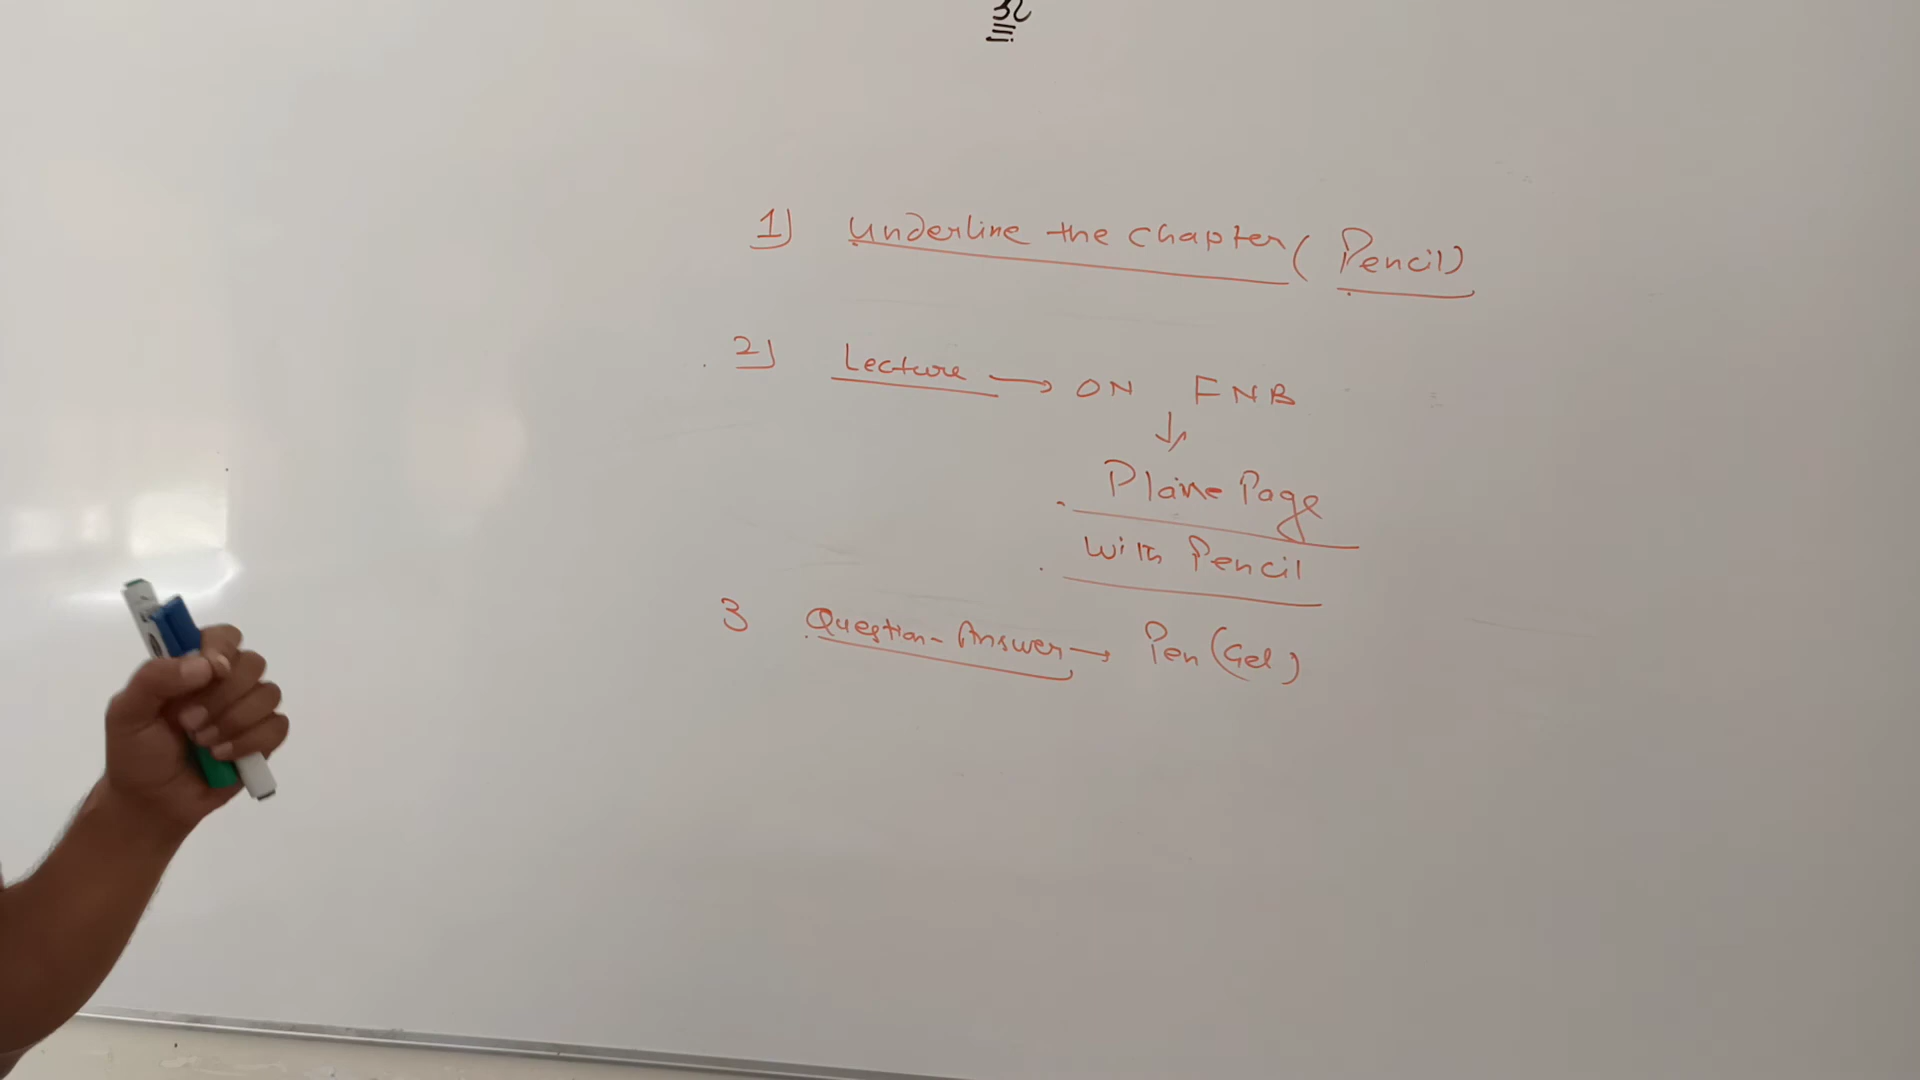 1) Underline the chapter (Pencil)
2) Lecture → ON FNB
↓
Plane Page
with Pencil
3 Question-Answer → Pen (Gel)